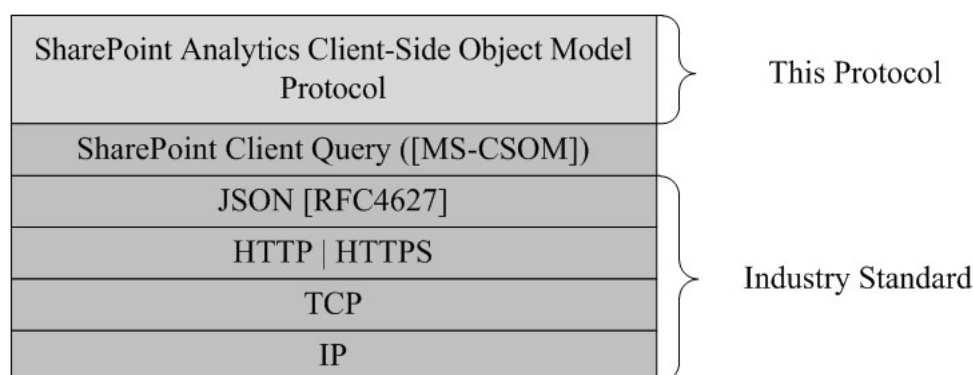 SharePoint Analytics Client-Side Object Model
Protocol
This Protocol
SharePoint Client Query ([MS-CSOM])
JSON [RFC4627]
HTTP | HTTPS
TCP
IP
Industry Standard